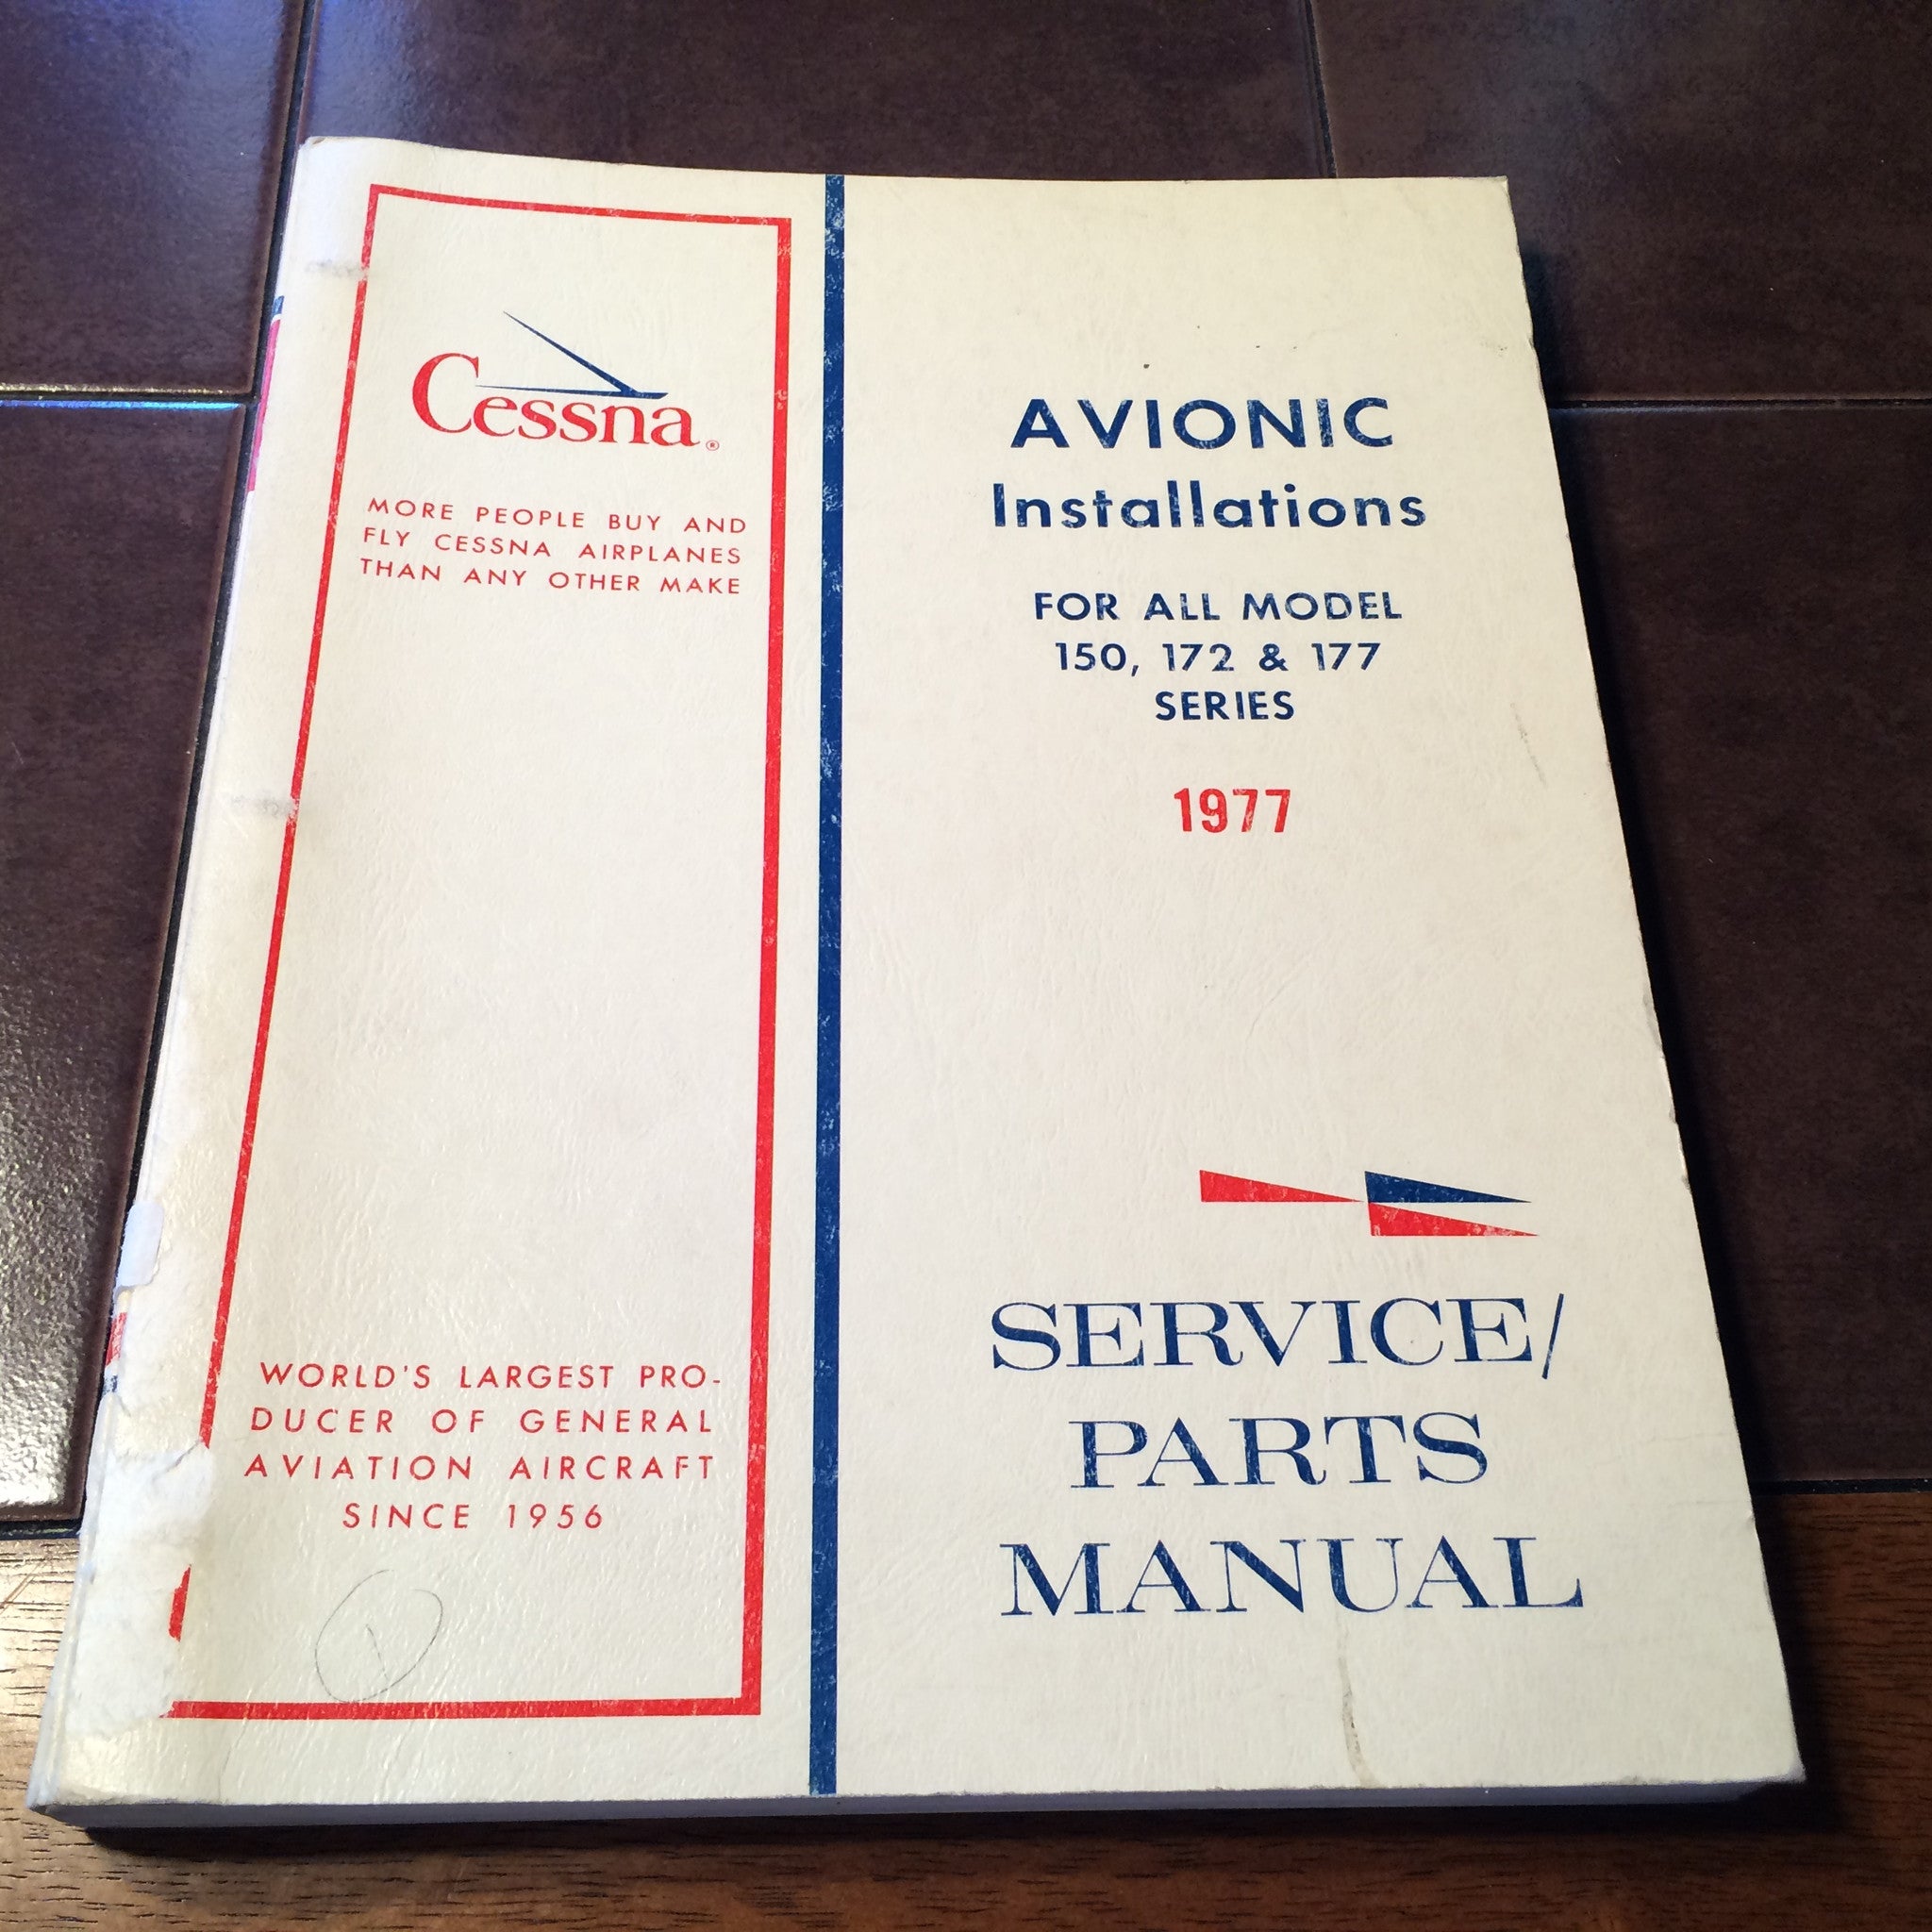 Cessna®
MORE PEOPLE BUY AND
FLY CESSNA AIRPLANES
THAN ANY OTHER MAKE
WORLD'S LARGEST PRO-
DUCER OF GENERAL
AVIATION AIRCRAFT
SINCE 1956
1
AVIONIC
Installations
FOR ALL MODEL
150, 172 & 177
SERIES
1977
SERVICE/
PARTS
MANUAL